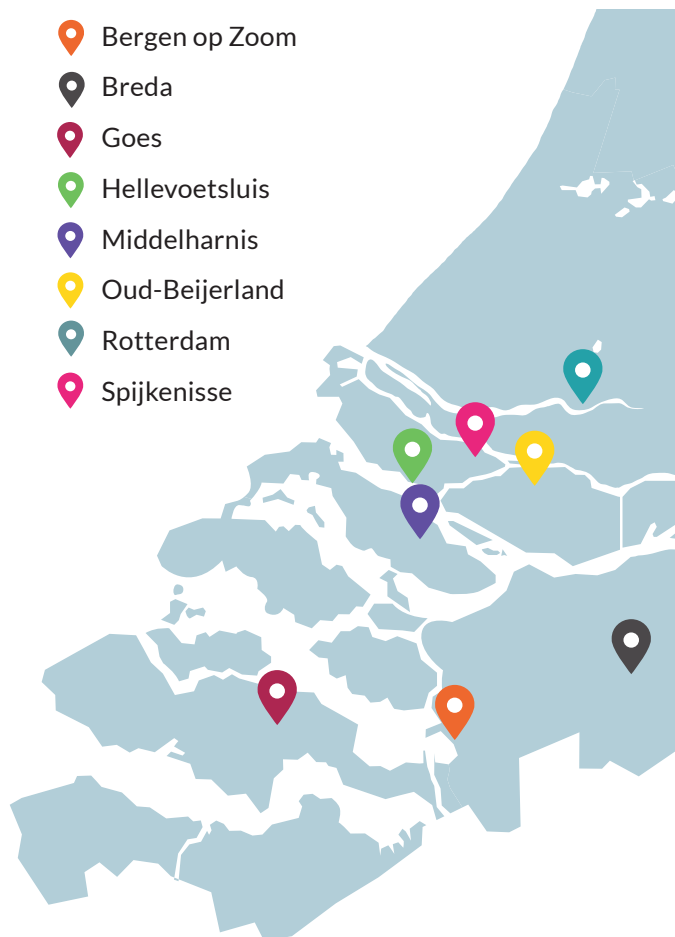 Bergen op Zoom
Breda
Goes
Hellevoetsluis
Middelharnis
Oud-Beijerland
Rotterdam
Spijkenisse